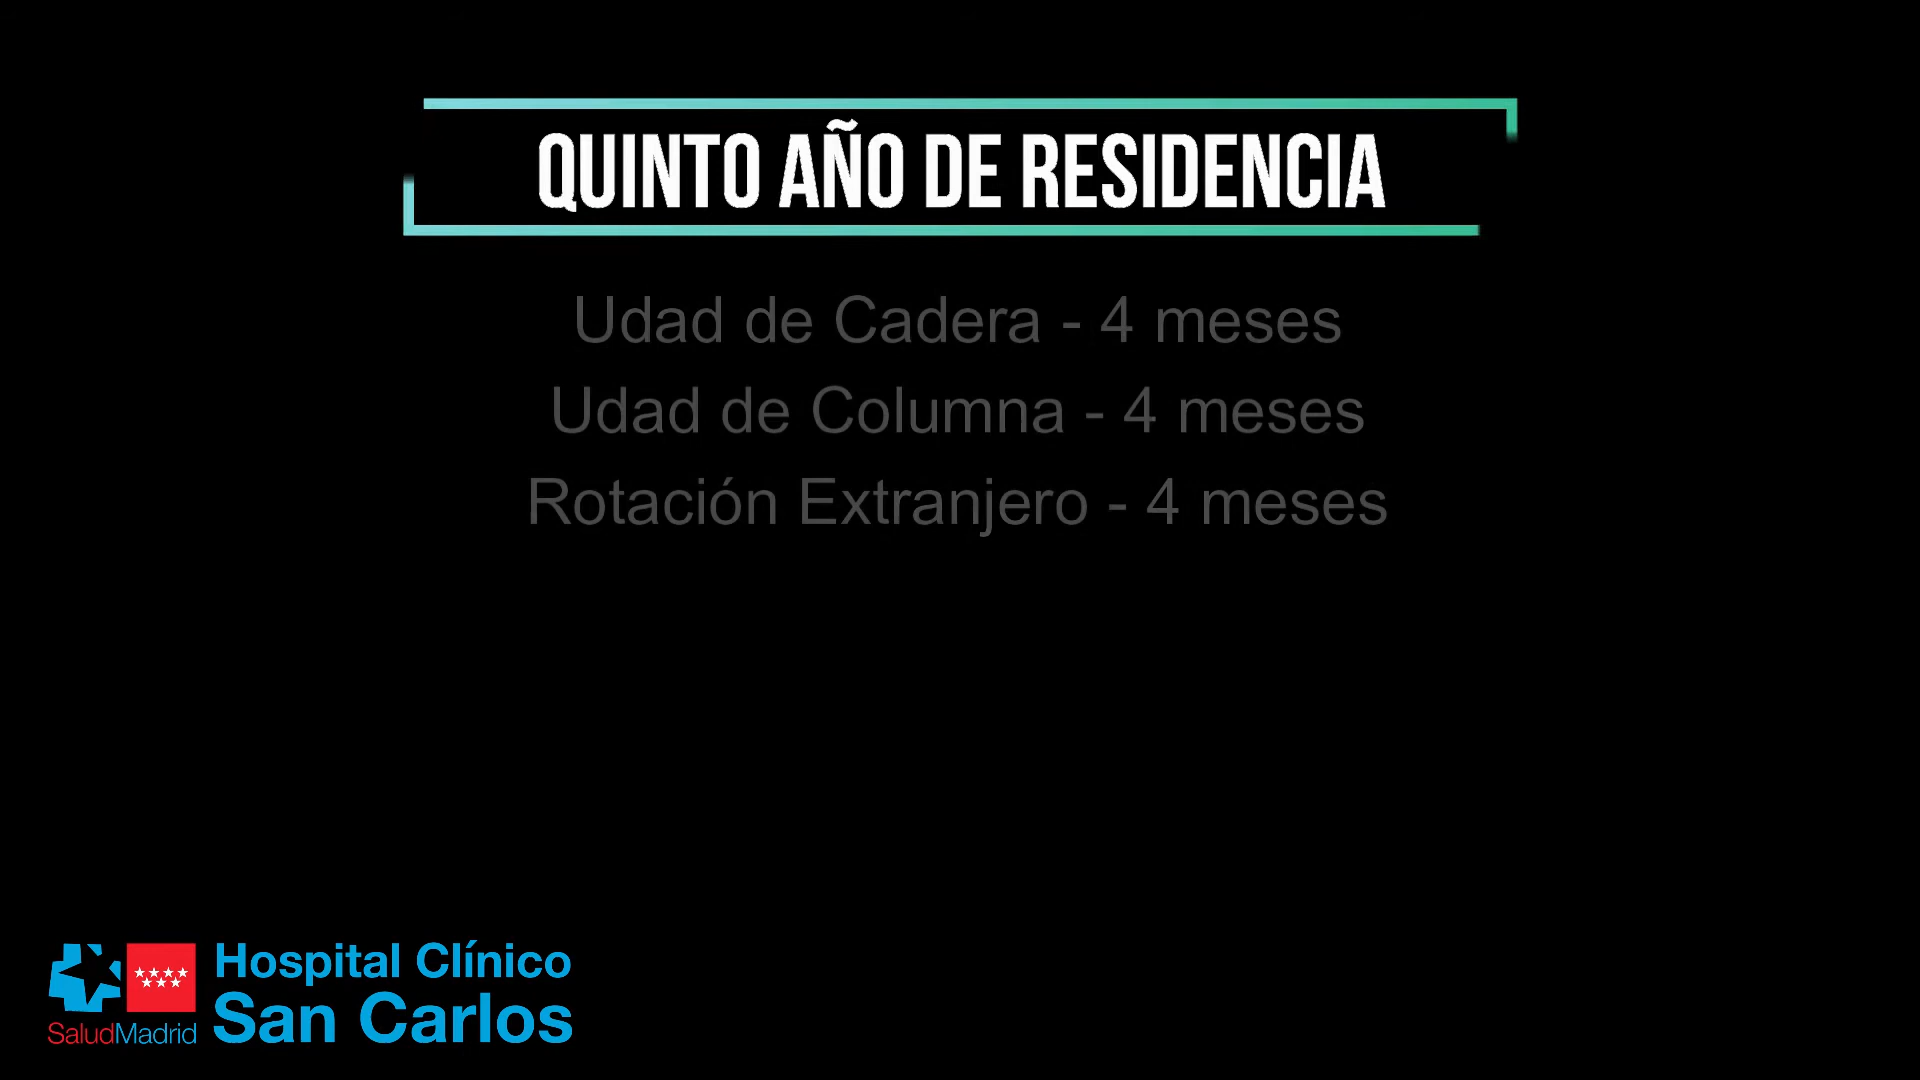 QUINTO AÑO DE RESIDENCIA
Udad de Cadera - 4 meses
Udad de Columna - 4 meses
Rotación Extranjero - 4 meses
Hospital Clínico
San Carlos
SaludMadrid